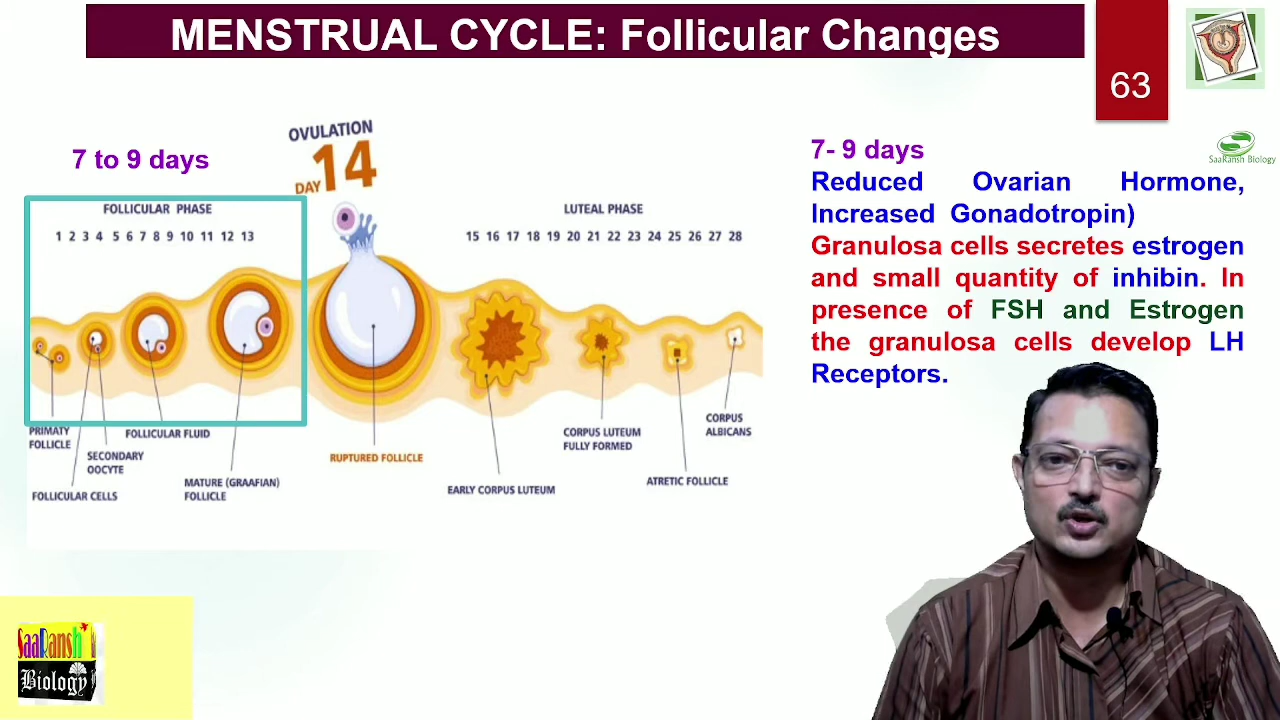 MENSTRUAL CYCLE: Follicular Changes
63
SaaRansh Biology
7 to 9 days
OVULATION
DAY 14
FOLLICULAR PHASE
1 2 3 4 5 6 7 8 9 10 11 12 13
LUTEAL PHASE
15 16 17 18 19 20 21 22 23 24 25 26 27 28
PRIMATY
FOLLICLE
FOLLICULAR CELLS
SECONDARY
OOCYTE
FOLLICULAR FLUID
MATURE (GRAAFIAN)
FOLLICLE
RUPTURED FOLLICLE
EARLY CORPUS LUTEUM
CORPUS LUTEUM
FULLY FORMED
ATRETIC FOLLICLE
CORPUS
ALBICANS
7- 9 days
Reduced Ovarian Hormone,
Increased Gonadotropin)
Granulosa cells secretes estrogen
and small quantity of inhibin. In
presence of FSH and Estrogen
the granulosa cells develop LH
Receptors.
SaaRansh
Biology